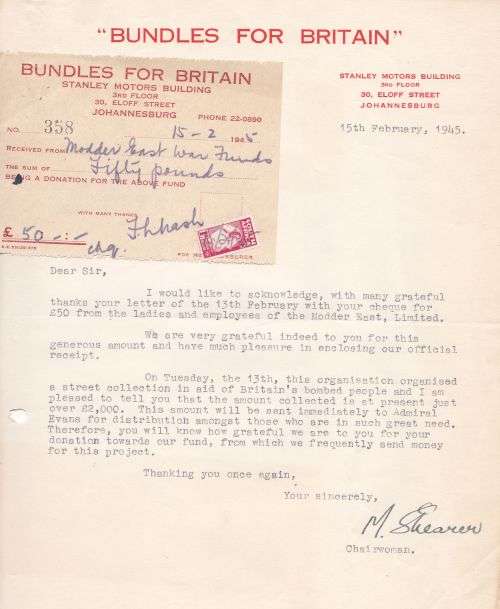 "BUNDLES FOR BRITAIN"
STANLEY MOTORS BUILDING
3RD FLOOR
30, ELOFF STREET
JOHANNESBURG
15th February, 1945.
BUNDLES FOR BRITAIN
STANLEY MOTORS BUILDING
3RD FLOOR
30, ELOFF STREET
JOHANNESBURG
PHONE 22-0890
NO. 358
15-2 1945
RECEIVED FROM Modder East War Funds
THE SUM OF Fifty pounds
BEING A DONATION FOR THE ABOVE FUND
WITH MANY THANKS
£ 50 -:-
chq.
Dear Sir,
I would like to acknowledge, with many grateful
thanks your letter of the 13th February with your cheque for
£50 from the ladies and employees of the Modder East, Limited.
We are very grateful indeed to you for this
generous amount and have much pleasure in enclosing our official
receipt.
On Tuesday, the 13th, this organisation organised
a street collection in aid of Britain's bombed people and I am
pleased to tell you that the amount collected is at present just
over £2,000. This amount will be sent immediately to Admiral
Evans for distribution amongst those who are in such great need.
Therefore, you will know how grateful we are to you for your
donation towards our fund, from which we frequently send money
for this project.
Thanking you once again,
Your sincerely,
M. Shearer
Chairwoman.